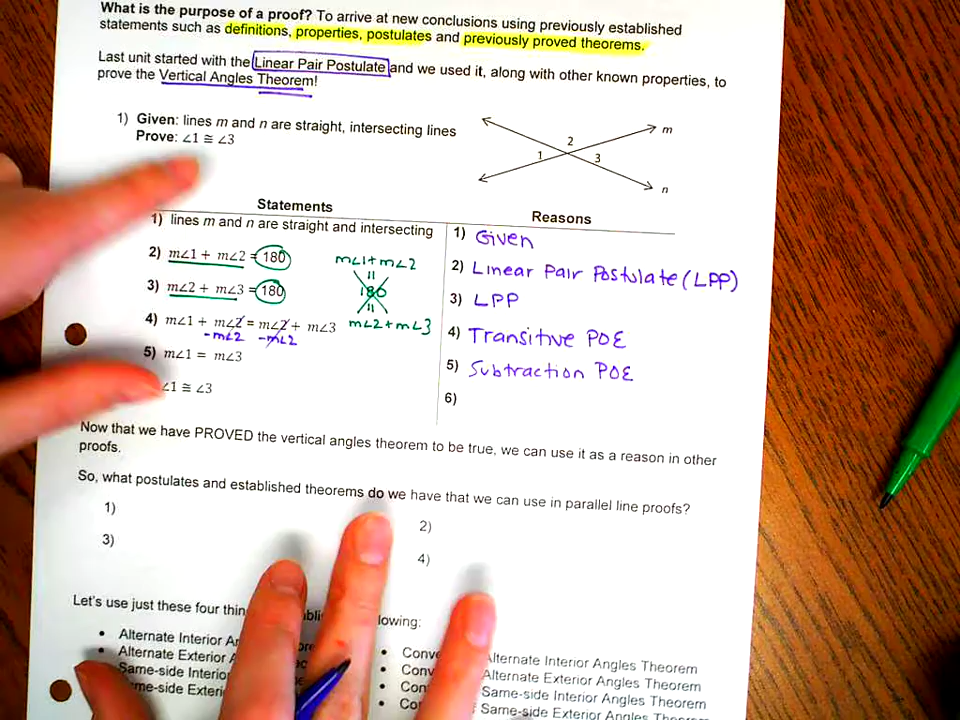 What is the purpose of a proof? To arrive at new conclusions using previously established
statements such as definitions, properties, postulates and previously proved theorems.
Last unit started with the Linear Pair Postulate and we used it, along with other known properties, to
prove the Vertical Angles Theorem!
1) Given: lines m and n are straight, intersecting lines
Prove: ∠1 ≅ ∠3
2
1
3
m
n
Statements
Reasons
1) lines m and n are straight and intersecting
1) Given
2) m∠1 + m∠2 = 180
2) Linear Pair Postulate (LPP)
3) m∠2 + m∠3 = 180
3) LPP
m∠1+m∠2
=
180
=
m∠2+m∠3
4) m∠1 + m∠2 = m∠2 + m∠3
-m∠2 -m∠2
4) Transitive POE
5) m∠1 = m∠3
5) Subtraction POE
∠1 ≅ ∠3
6)
Now that we have PROVED the vertical angles theorem to be true, we can use it as a reason in other
proofs.
So, what postulates and established theorems do we have that we can use in parallel line proofs?
1)
2)
3)
4)
Let's use just these four
• Alternate Interior
• Alternate Exterior
Same-side
lowing:
Alternate Interior Angles Theorem
Alternate Exterior Angles Theorem
Same-side Interior Angles Theorem
Same-side Exterior Angles